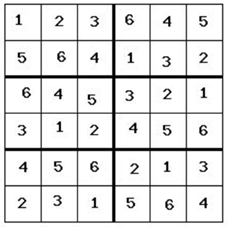 1 2 3 6 4 5
5 6 4 1 3 2
6 4 5 3 2 1
3 1 2 4 5 6
4 5 6 2 1 3
2 3 1 5 6 4